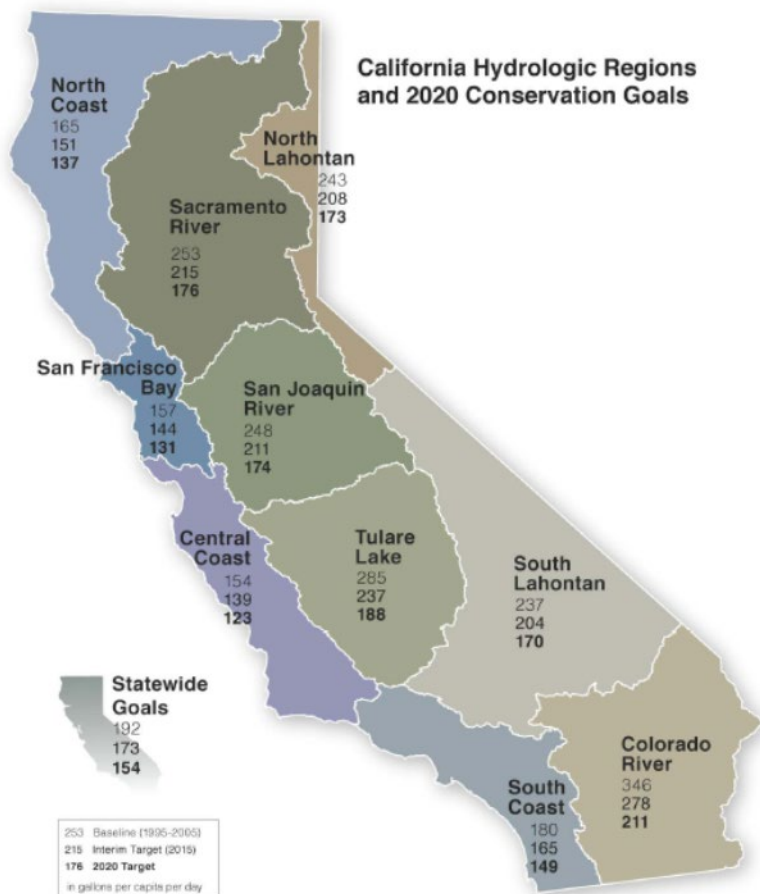 California Hydrologic Regions
and 2020 Conservation Goals
North
Coast
165
151
137
North
Lahontan
243
208
173
Sacramento
River
253
215
176
San Francisco
Bay
157
144
131
San Joaquin
River
248
211
174
Central
Coast
154
139
123
Tulare
Lake
285
237
188
South
Lahontan
237
204
170
Statewide
Goals
192
173
154
Colorado
River
346
278
211
South
Coast
180
165
149
253 Baseline (1995-2005)
215 Interim Target (2015)
176 2020 Target
in gallons per capita per day